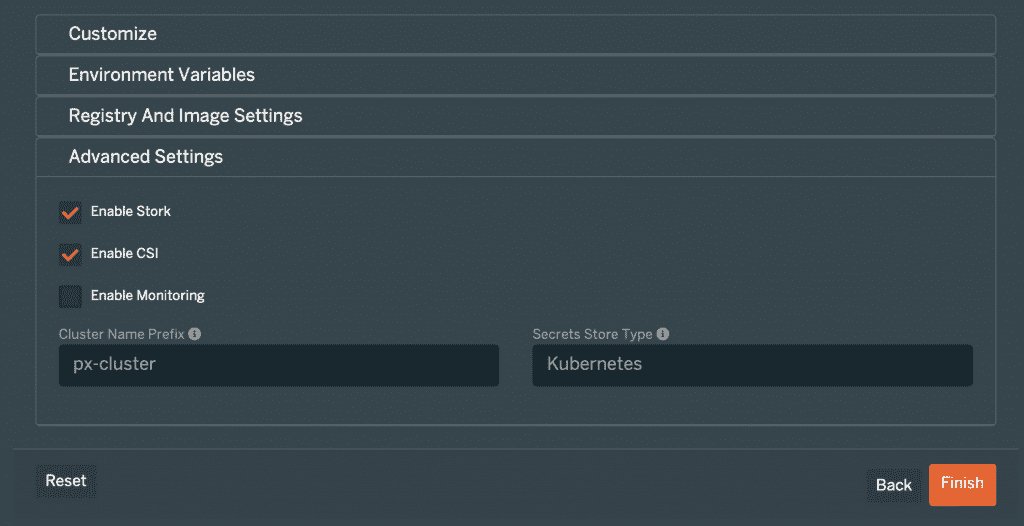 Customize
Environment Variables
Registry And Image Settings
Advanced Settings
Enable Stork
Enable CSI
Enable Monitoring
Cluster Name Prefix
Secrets Store Type
px-cluster
Kubernetes
Reset
Back
Finish